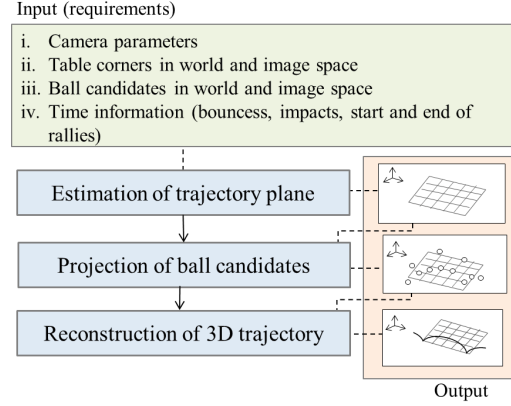 Input (requirements)
i. Camera parameters
ii. Table corners in world and image space
iii. Ball candidates in world and image space
iv. Time information (bouncess, impacts, start and end of
rallies)
Estimation of trajectory plane
Projection of ball candidates
Reconstruction of 3D trajectory
Output